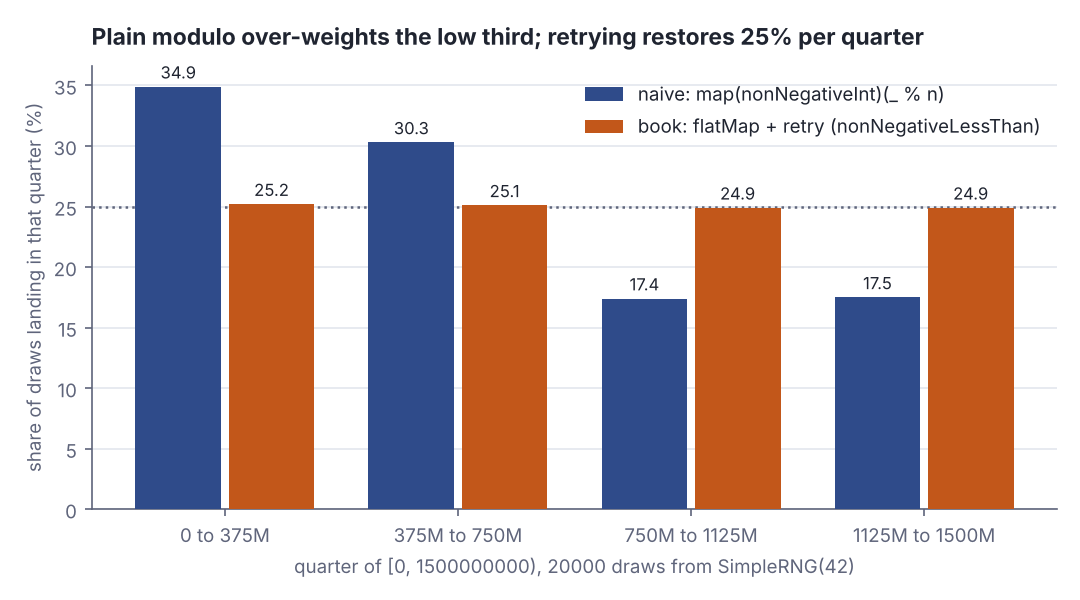 Plain modulo over-weights the low third; retrying restores 25% per quarter
naive: map(nonNegativeInt)(_ % n)
book: flatMap + retry (nonNegativeLessThan)
share of draws landing in that quarter (%)
35
30
25
20
15
10
5
0
34.9
25.2
30.3
25.1
17.4
24.9
17.5
24.9
0 to 375M
375M to 750M
750M to 1125M
1125M to 1500M
quarter of [0, 1500000000), 20000 draws from SimpleRNG(42)